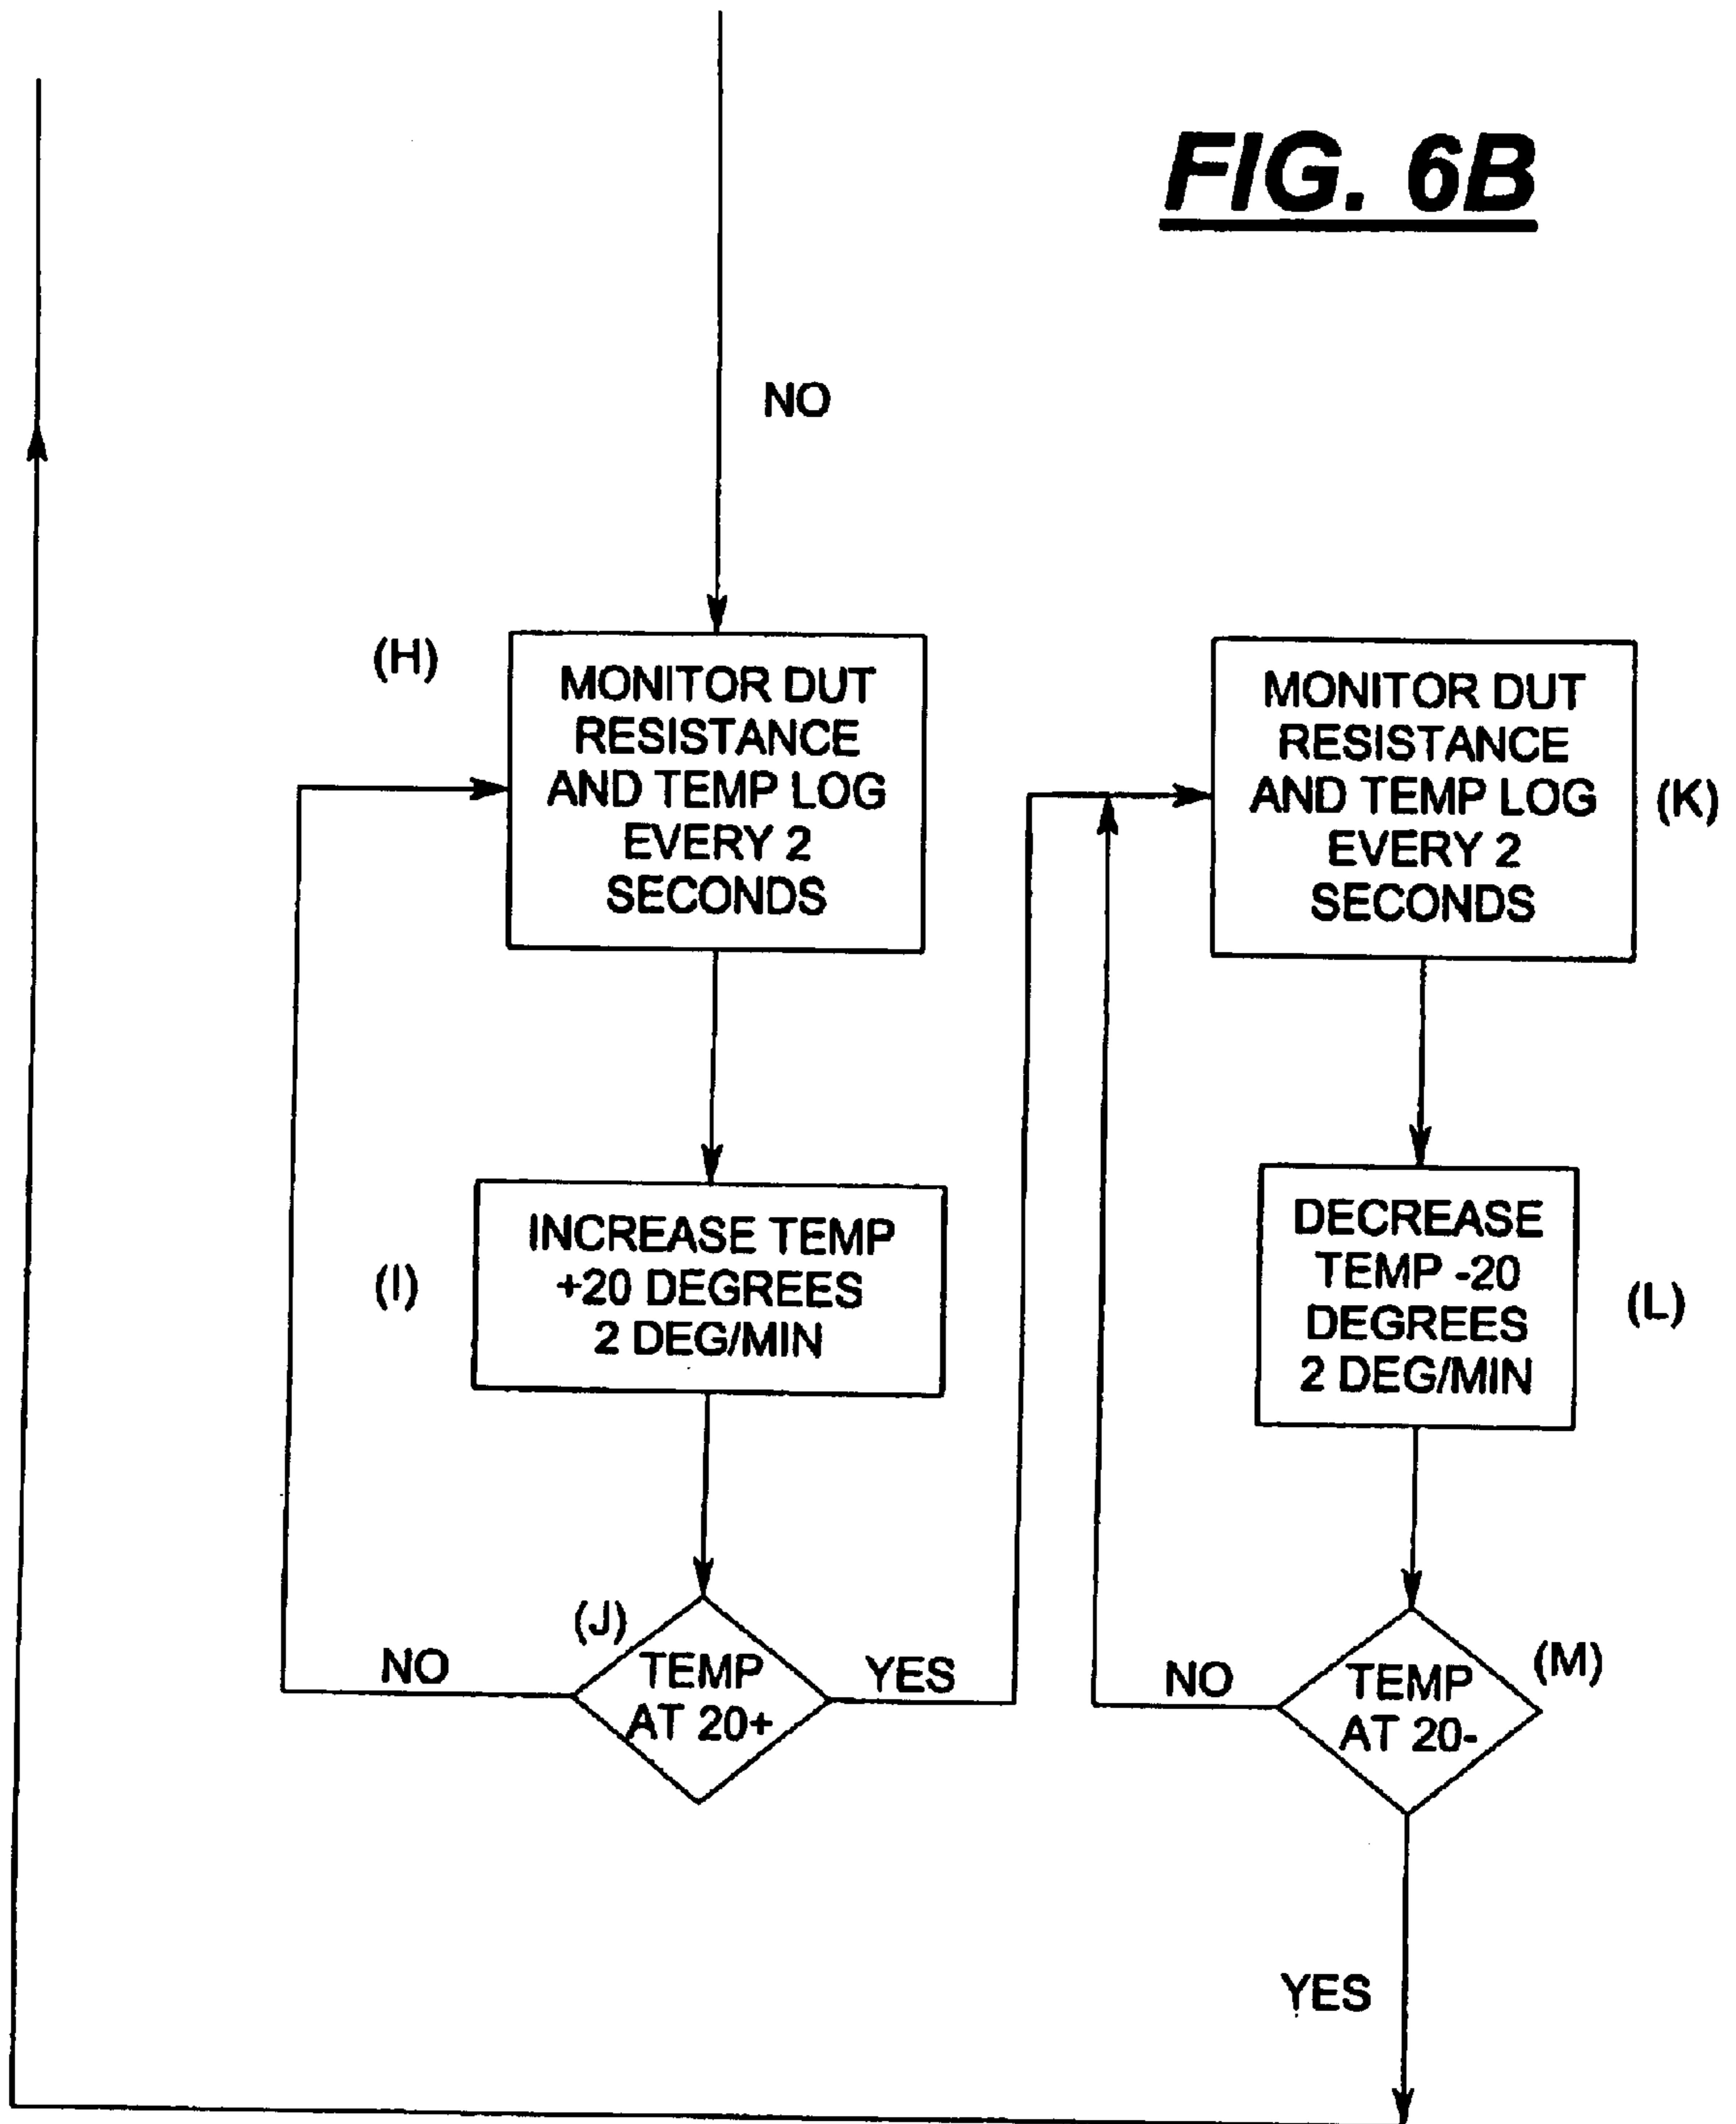 FIG. 6B
NO
(H)
MONITOR DUT
RESISTANCE
AND TEMP LOG
EVERY 2
SECONDS
MONITOR DUT
RESISTANCE
AND TEMP LOG
EVERY 2
SECONDS
(K)
(I)
INCREASE TEMP
+20 DEGREES
2 DEG/MIN
DECREASE
TEMP -20
DEGREES
2 DEG/MIN
(L)
(J)
NO
TEMP
AT 20+
YES
NO
TEMP
AT 20-
(M)
YES